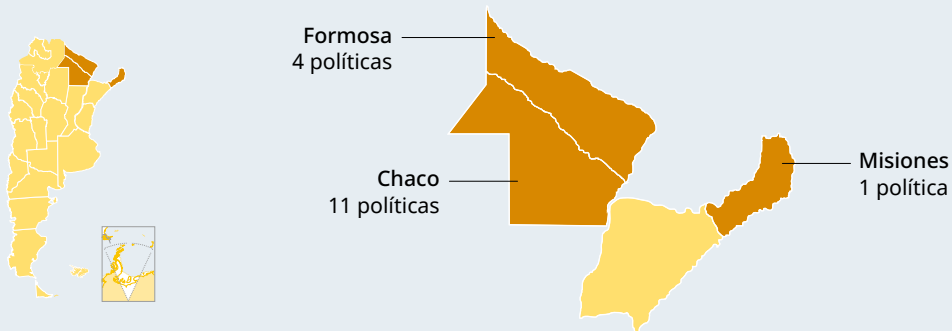 Formosa
4 políticas
Chaco
11 políticas
Misiones
1 política